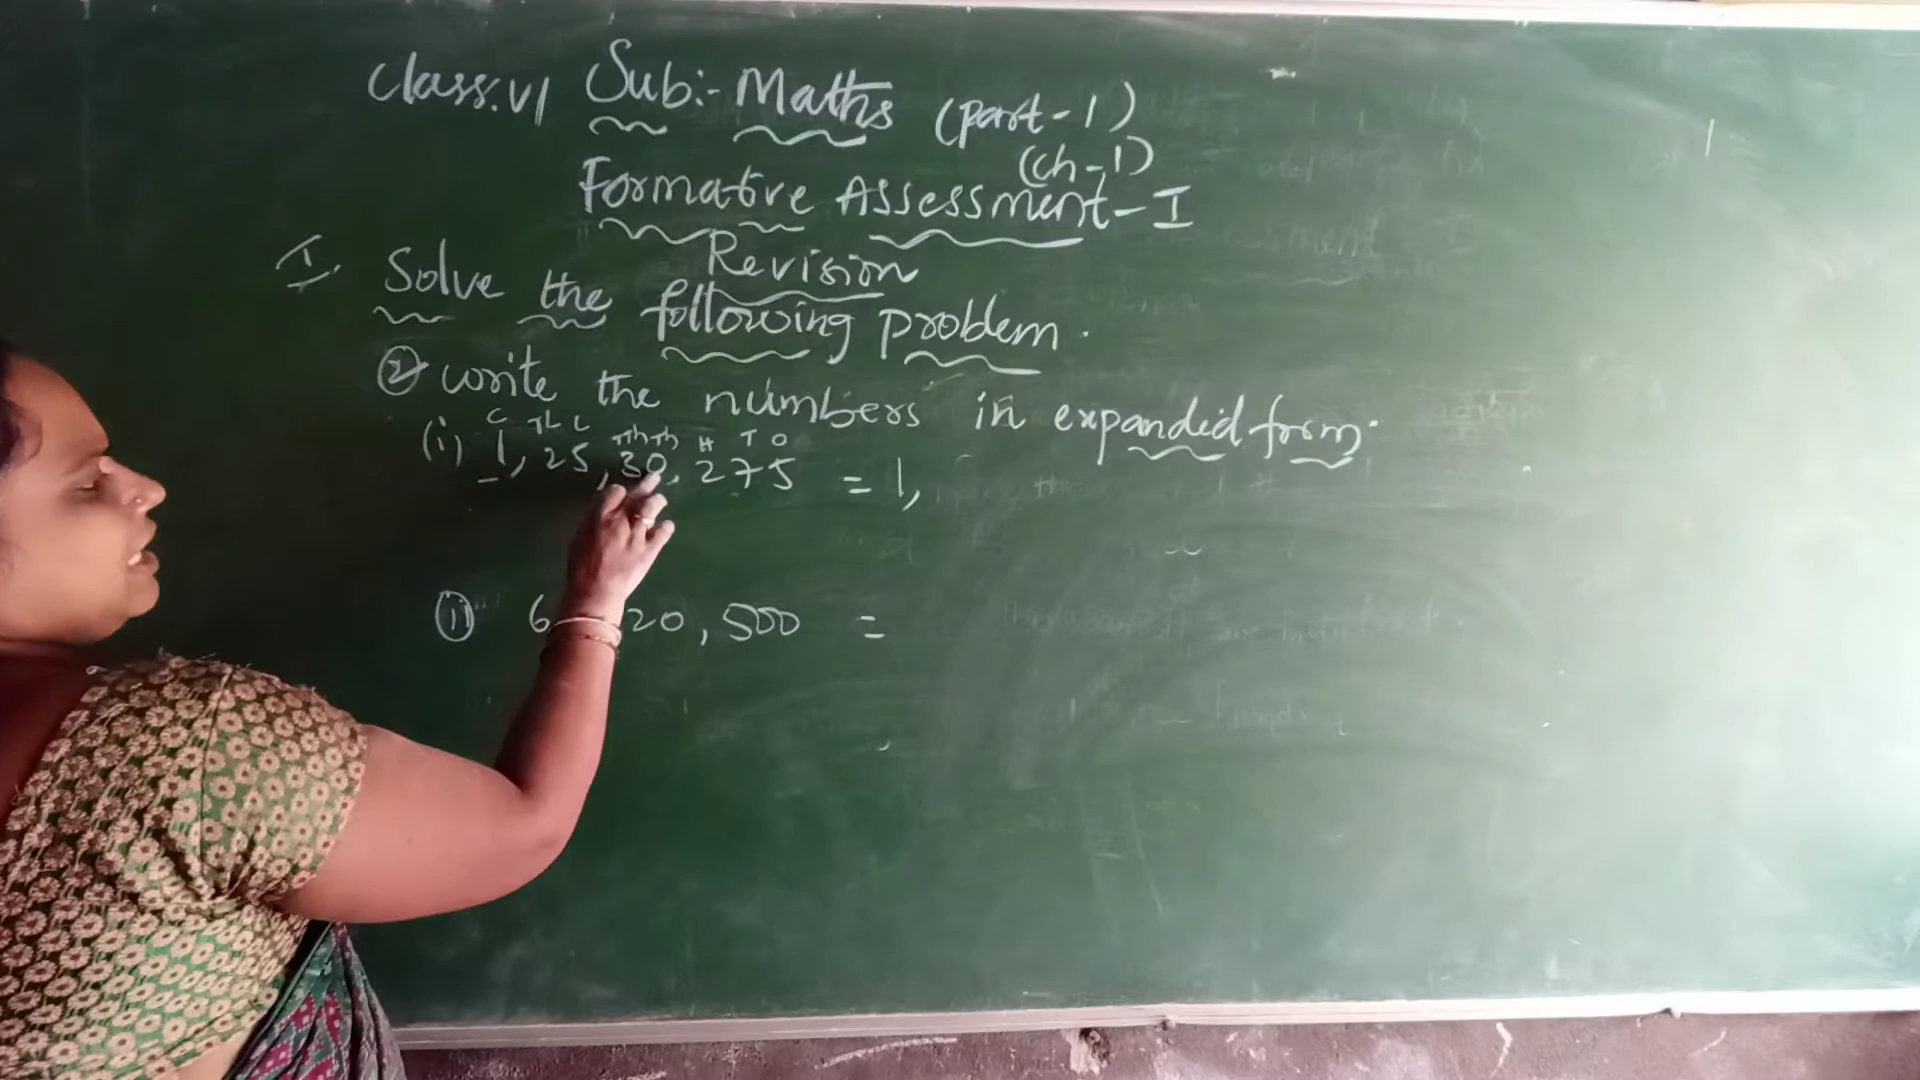 Class:VI Sub:- Maths (part-1)
(ch-1)
Formative Assessment-I
Revision
I. Solve the following problem.
② write the numbers in expanded form.
C TL L TTh Th H T O
(i) 1,25,30,275 = 1,
(ii) 6 20,500 =